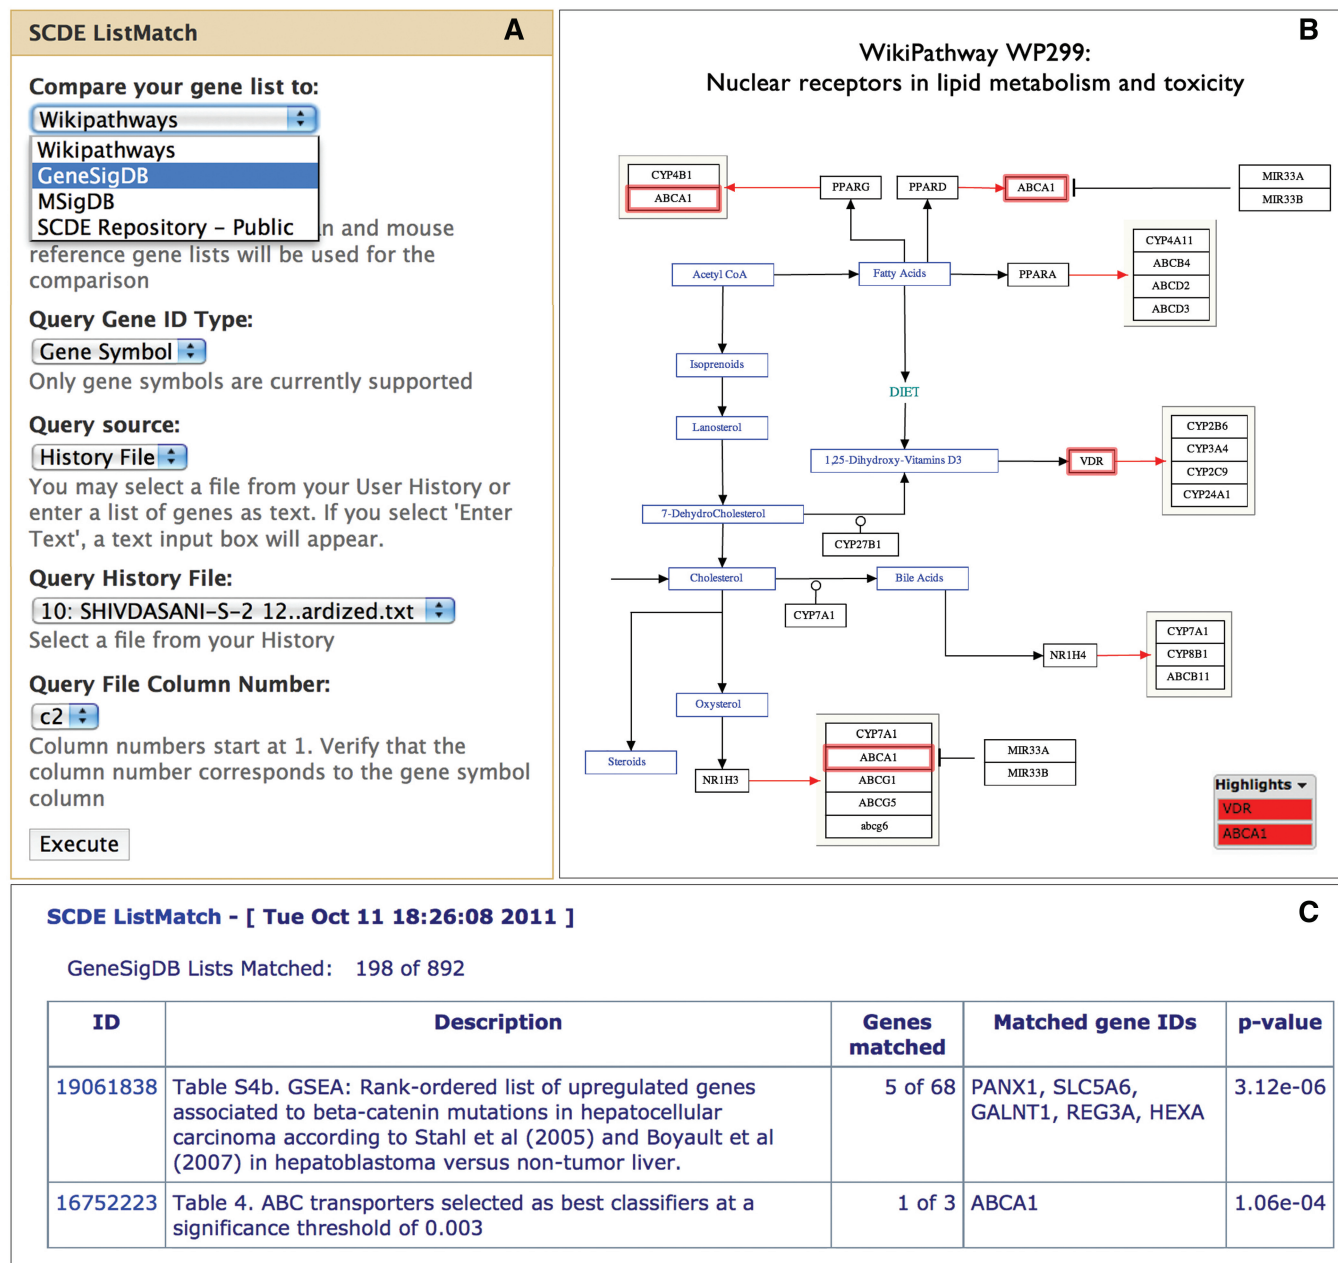 SCDE ListMatch
A
Compare your gene list to:
Wikipathways
Wikipathways
GeneSigDB
MSigDB
SCDE Repository – Public
n and mouse
reference gene lists will be used for the
comparison
Query Gene ID Type:
Gene Symbol
Only gene symbols are currently supported
Query source:
History File
You may select a file from your User History or
enter a list of genes as text. If you select 'Enter
Text', a text input box will appear.
Query History File:
10: SHIVDASANI-S-2 12..ardized.txt
Select a file from your History
Query File Column Number:
c2
Column numbers start at 1. Verify that the
column number corresponds to the gene symbol
column
Execute
B
WikiPathway WP299:
Nuclear receptors in lipid metabolism and toxicity
CYP4B1
ABCA1
PPARG
PPARD
ABCA1
MIR33A
MIR33B
Acetyl CoA
Fatty Acids
PPARA
CYP4A11
ABCB4
ABCD2
ABCD3
Isoprenoids
DIET
Lanosterol
1,25-Dihydroxy-Vitamins D3
VDR
CYP2B6
CYP3A4
CYP2C9
CYP24A1
7-DehydroCholesterol
CYP27B1
Cholesterol
Bile Acids
CYP7A1
NR1H4
CYP7A1
CYP8B1
ABCB11
Oxysterol
Steroids
NR1H3
CYP7A1
ABCA1
ABCG1
ABCG5
abcg6
MIR33A
MIR33B
Highlights
VDR
ABCA1
C
SCDE ListMatch - [ Tue Oct 11 18:26:08 2011 ]
GeneSigDB Lists Matched: 198 of 892
ID Description Genes matched Matched gene IDs p-value
19061838 Table S4b. GSEA: Rank-ordered list of upregulated genes 5 of 68 PANX1, SLC5A6, 3.12e-06
associated to beta-catenin mutations in hepatocellular GALNT1, REG3A, HEXA
carcinoma according to Stahl et al (2005) and Boyault et al
(2007) in hepatoblastoma versus non-tumor liver.
16752223 Table 4. ABC transporters selected as best classifiers at a 1 of 3 ABCA1 1.06e-04
significance threshold of 0.003